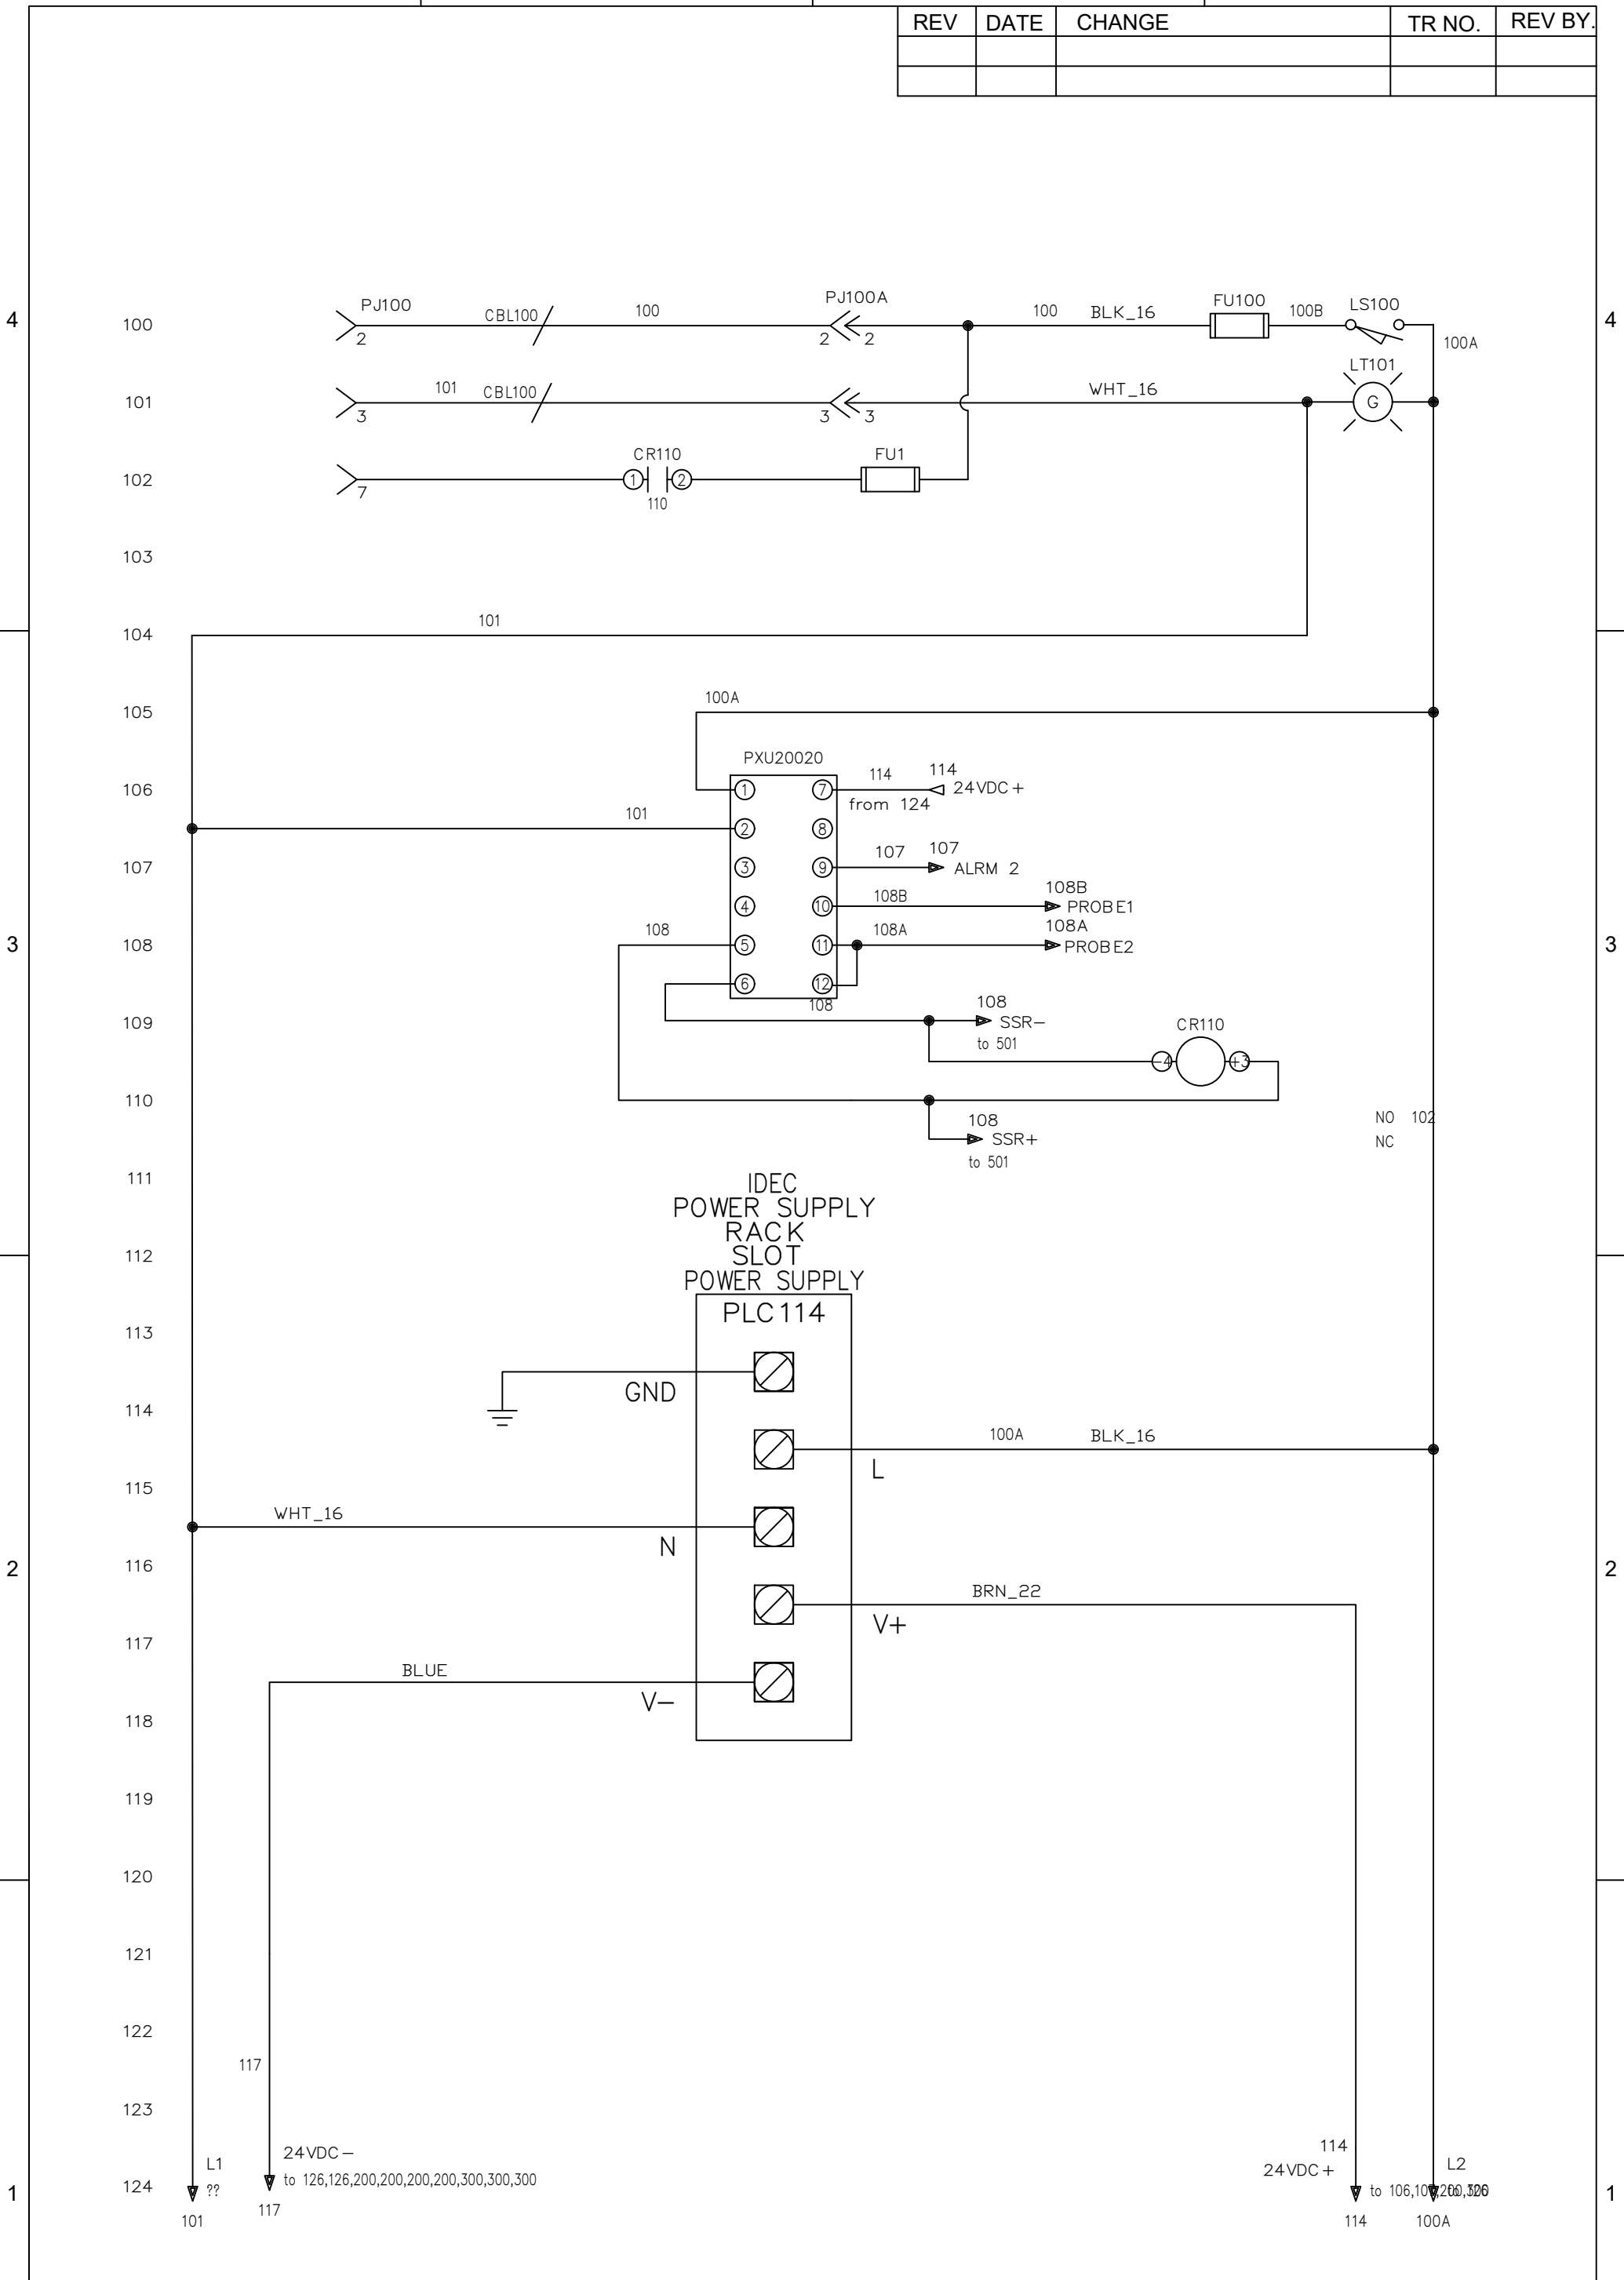 REV DATE CHANGE TR NO. REV BY.
4 4
PJ100 CBL100 100 PJ100A 100 BLK_16 FU100 100B LS100
100 2 2 2
100A
LT101
101 101 CBL100 WHT_16 G
3 3 3
CR110 FU1
102 1 2
7 110
103
101
104
100A
105
PXU20020
106 1 7 114 114 24VDC+
from 124
101 2 8
107 3 9 107 107 ALRM 2
4 10 108B 108B PROBE1
3 3
108 108 5 11 108A 108A PROBE2
6 12
108
109 108 SSR-
to 501
CR110
-4 +3
110
108 SSR+
to 501
NO 102
NC
111
IDEC
POWER SUPPLY
RACK
112
SLOT
POWER SUPPLY
PLC114
113
GND
114
100A BLK_16
L
115
WHT_16
N
116
2 2
BRN_22
V+
117
BLUE
V-
118
119
120
121
122
117
123
24VDC-
to 126,126,200,200,200,200,300,300,300
117
114
24VDC+
L1
??
101
L2
124
114
100A
1 1